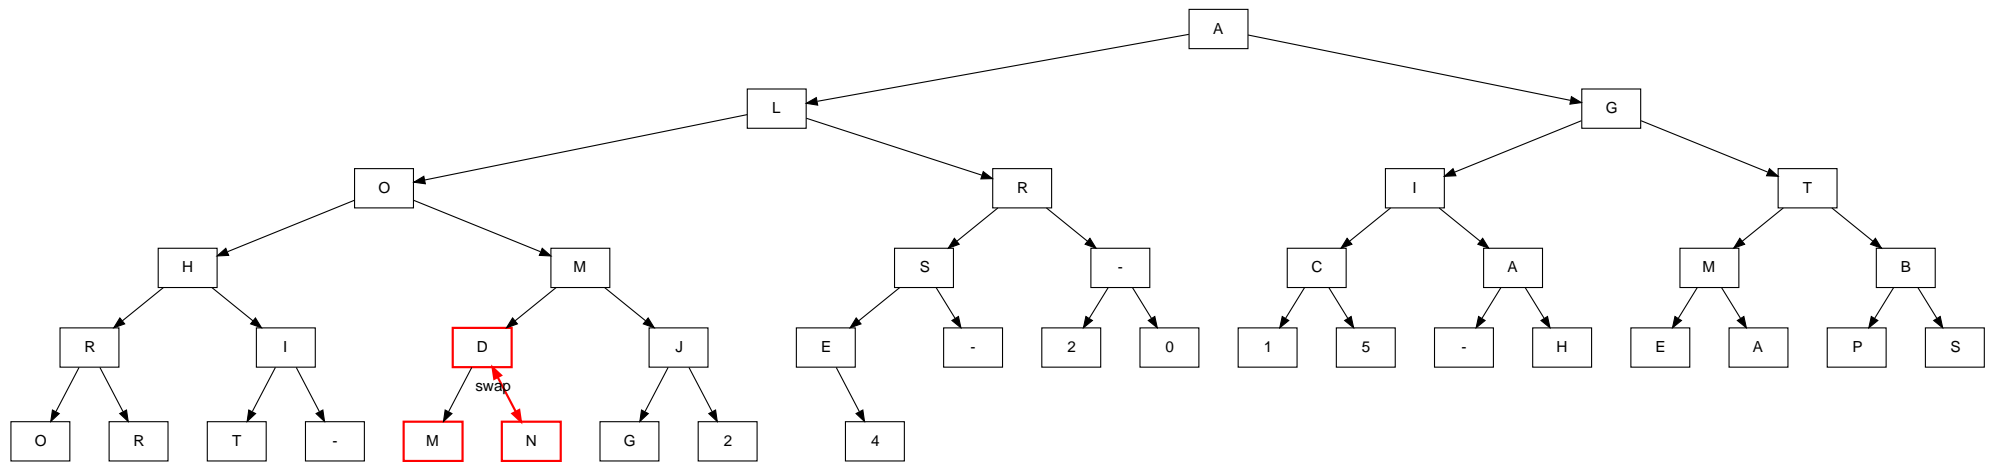 A
L G
O R I T
H M S - C A M B
R I D J E - 2 0 1 5 - H E A P S
swap
O R T - M N G 2 4